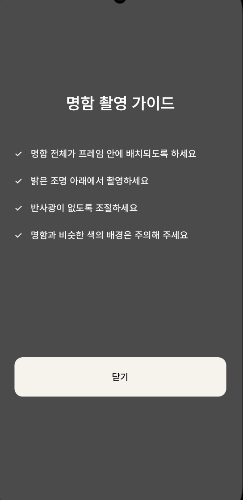 명함 촬영 가이드
✓ 명함 전체가 프레임 안에 배치되도록 하세요
✓ 밝은 조명 아래에서 촬영하세요
✓ 반사광이 없도록 조절하세요
✓ 명함과 비슷한 색의 배경은 주의해 주세요
닫기